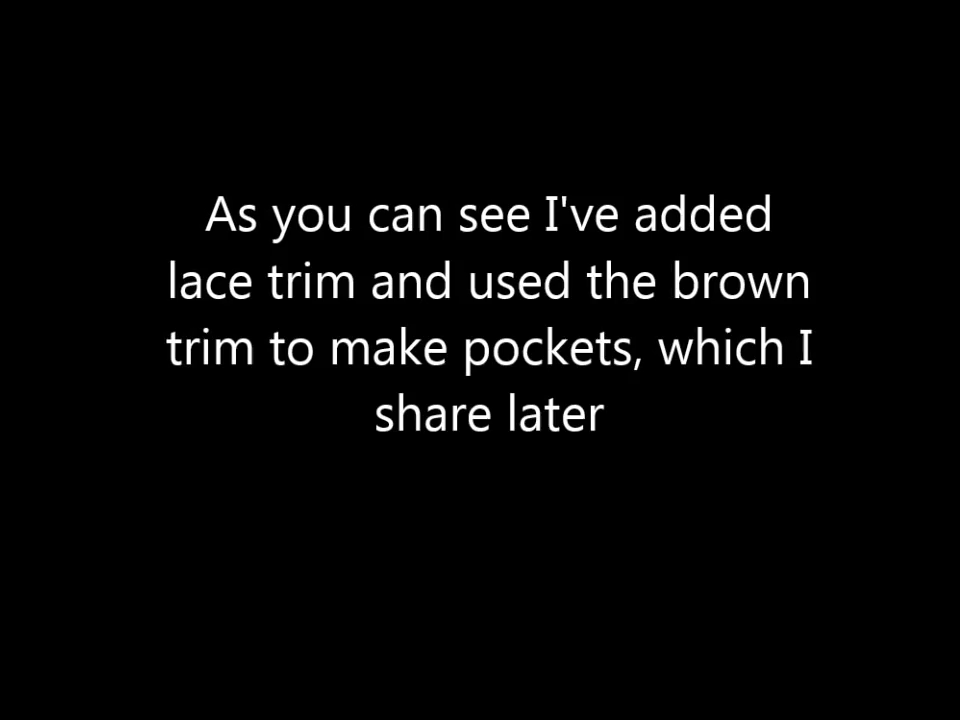 As you can see I've added
lace trim and used the brown
trim to make pockets, which I
share later